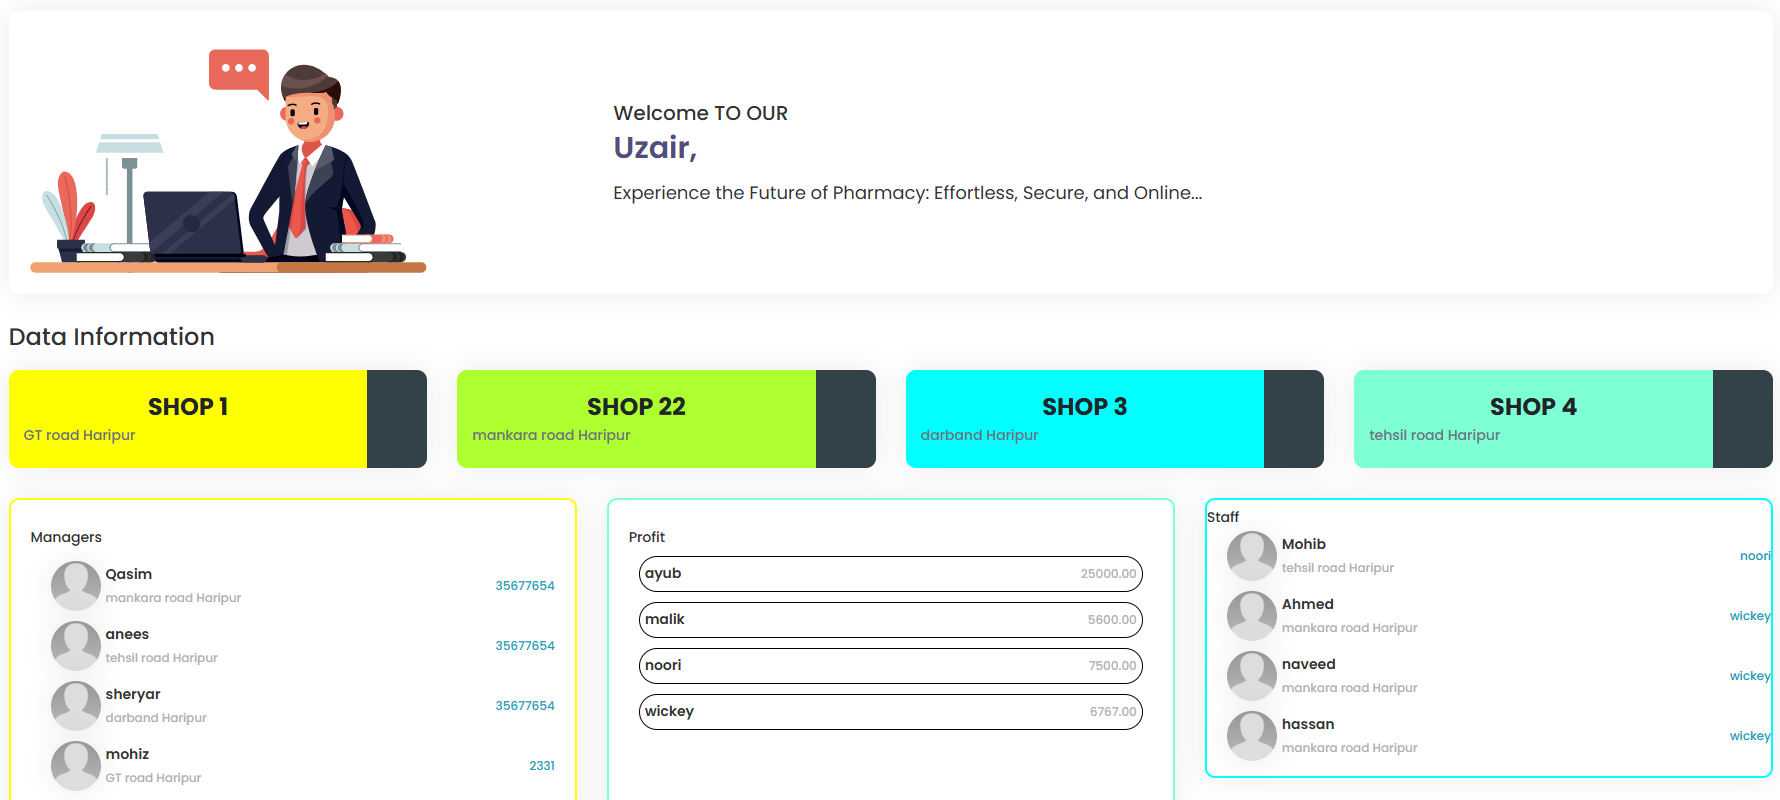 Welcome TO OUR
Uzair,
Experience the Future of Pharmacy: Effortless, Secure, and Online...
Data Information
SHOP 1
GT road Haripur
SHOP 22
mankara road Haripur
SHOP 3
darband Haripur
SHOP 4
tehsil road Haripur
Managers
Qasim
mankara road Haripur
35677654
anees
tehsil road Haripur
35677654
sheryar
darband Haripur
35677654
mohiz
GT road Haripur
2331
Profit
ayub 25000.00
malik 5600.00
noori 7500.00
wickey 6767.00
Staff
Mohib
tehsil road Haripur
noori
Ahmed
mankara road Haripur
wickey
naveed
mankara road Haripur
wickey
hassan
mankara road Haripur
wickey